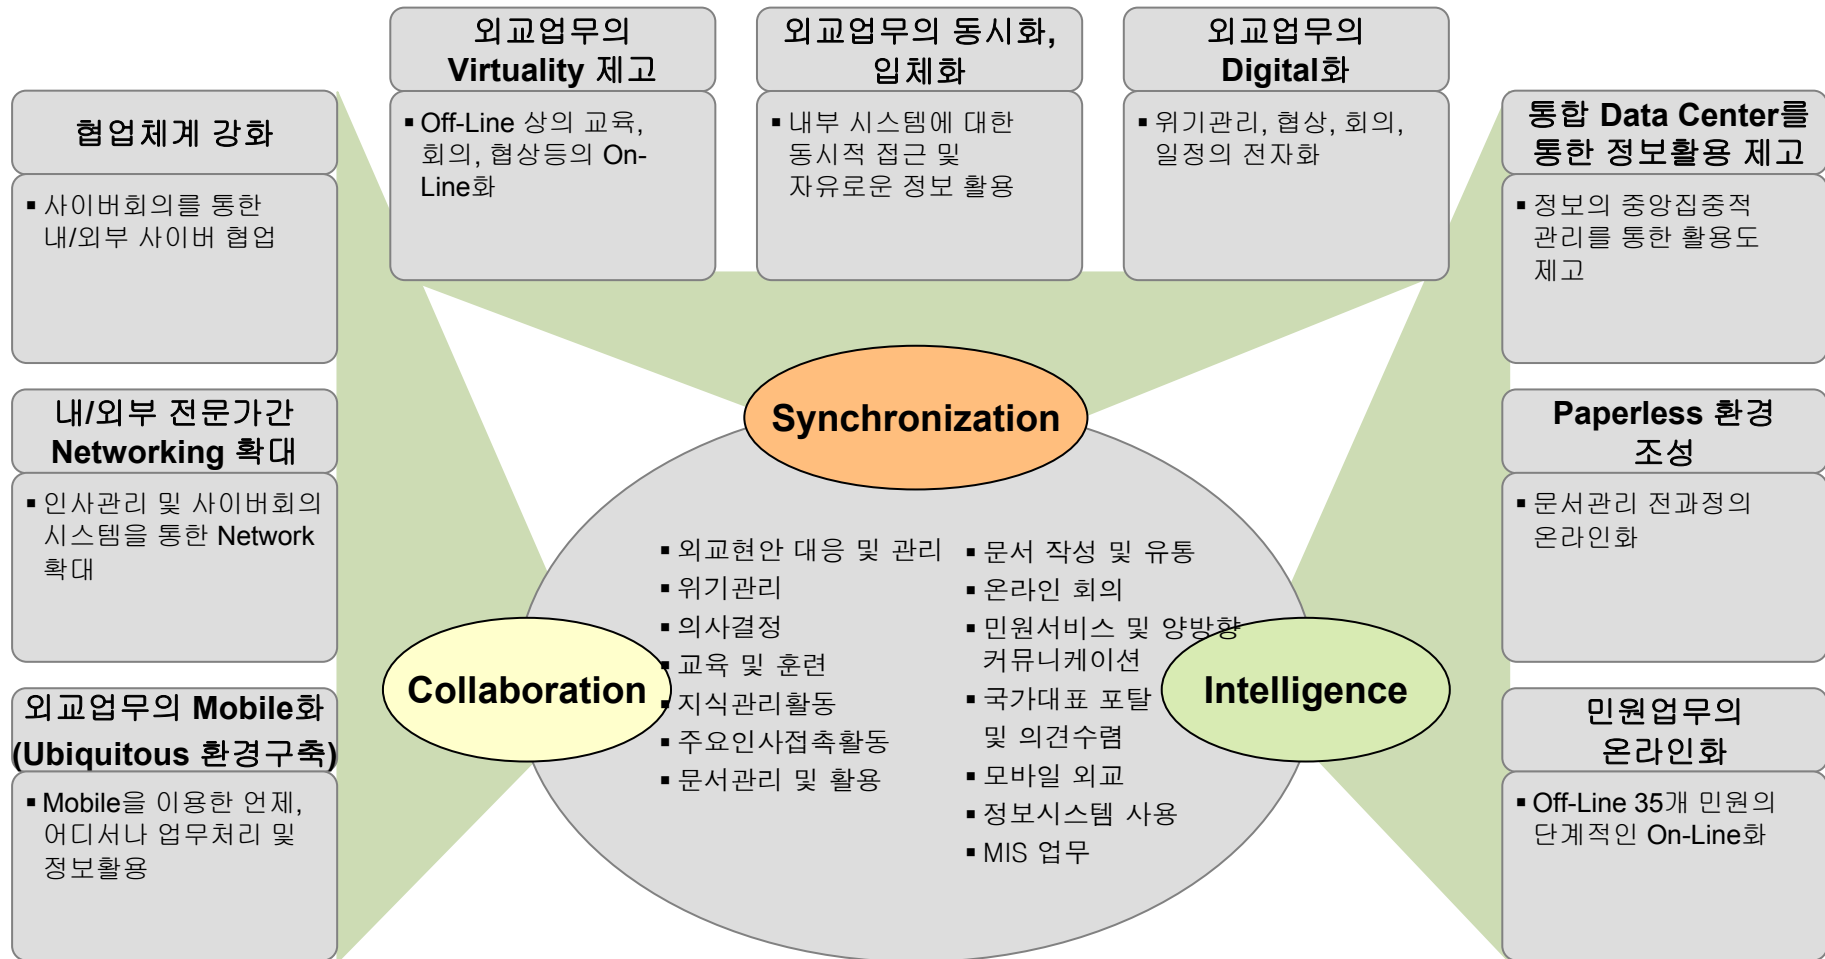 외교업무의
Virtuality 제고
▪ Off-Line 상의 교육,
회의, 협상등의 On-
Line화
외교업무의 동시화,
입체화
▪ 내부 시스템에 대한
동시적 접근 및
자유로운 정보 활용
외교업무의
Digital화
▪ 위기관리, 협상, 회의,
일정의 전자화
협업체계 강화
▪ 사이버회의를 통한
내/외부 사이버 협업
내/외부 전문가간
Networking 확대
▪ 인사관리 및 사이버회의
시스템을 통한 Network
확대
외교업무의 Mobile화
(Ubiquitous 환경구축)
▪ Mobile을 이용한 언제,
어디서나 업무처리 및
정보활용
Synchronization
Collaboration
Intelligence
▪ 외교현안 대응 및 관리
▪ 위기관리
▪ 의사결정
▪ 교육 및 훈련
▪ 지식관리활동
▪ 주요인사접촉활동
▪ 문서관리 및 활용
▪ 문서 작성 및 유통
▪ 온라인 회의
▪ 민원서비스 및 양방향
커뮤니케이션
▪ 국가대표 포탈
및 의견수렴
▪ 모바일 외교
▪ 정보시스템 사용
▪ MIS 업무
통합 Data Center를
통한 정보활용 제고
▪ 정보의 중앙집중적
관리를 통한 활용도
제고
Paperless 환경
조성
▪ 문서관리 전과정의
온라인화
민원업무의
온라인화
▪ Off-Line 35개 민원의
단계적인 On-Line화